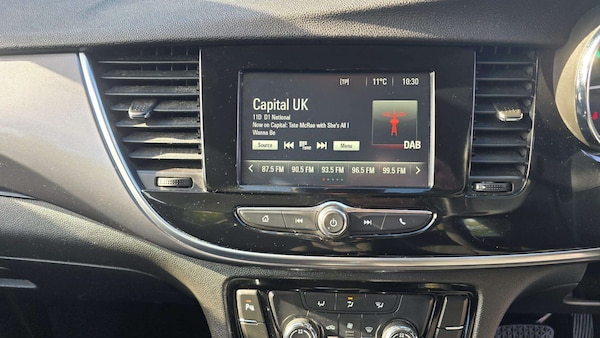 [TP] 11°C 10:30
Capital UK
11D D1 National
Now on Capital: Tate McRae with She's All I
Wanna Be
Source Menu DAB
87.5 FM 90.5 FM 93.5 FM 96.5 FM 99.5 FM